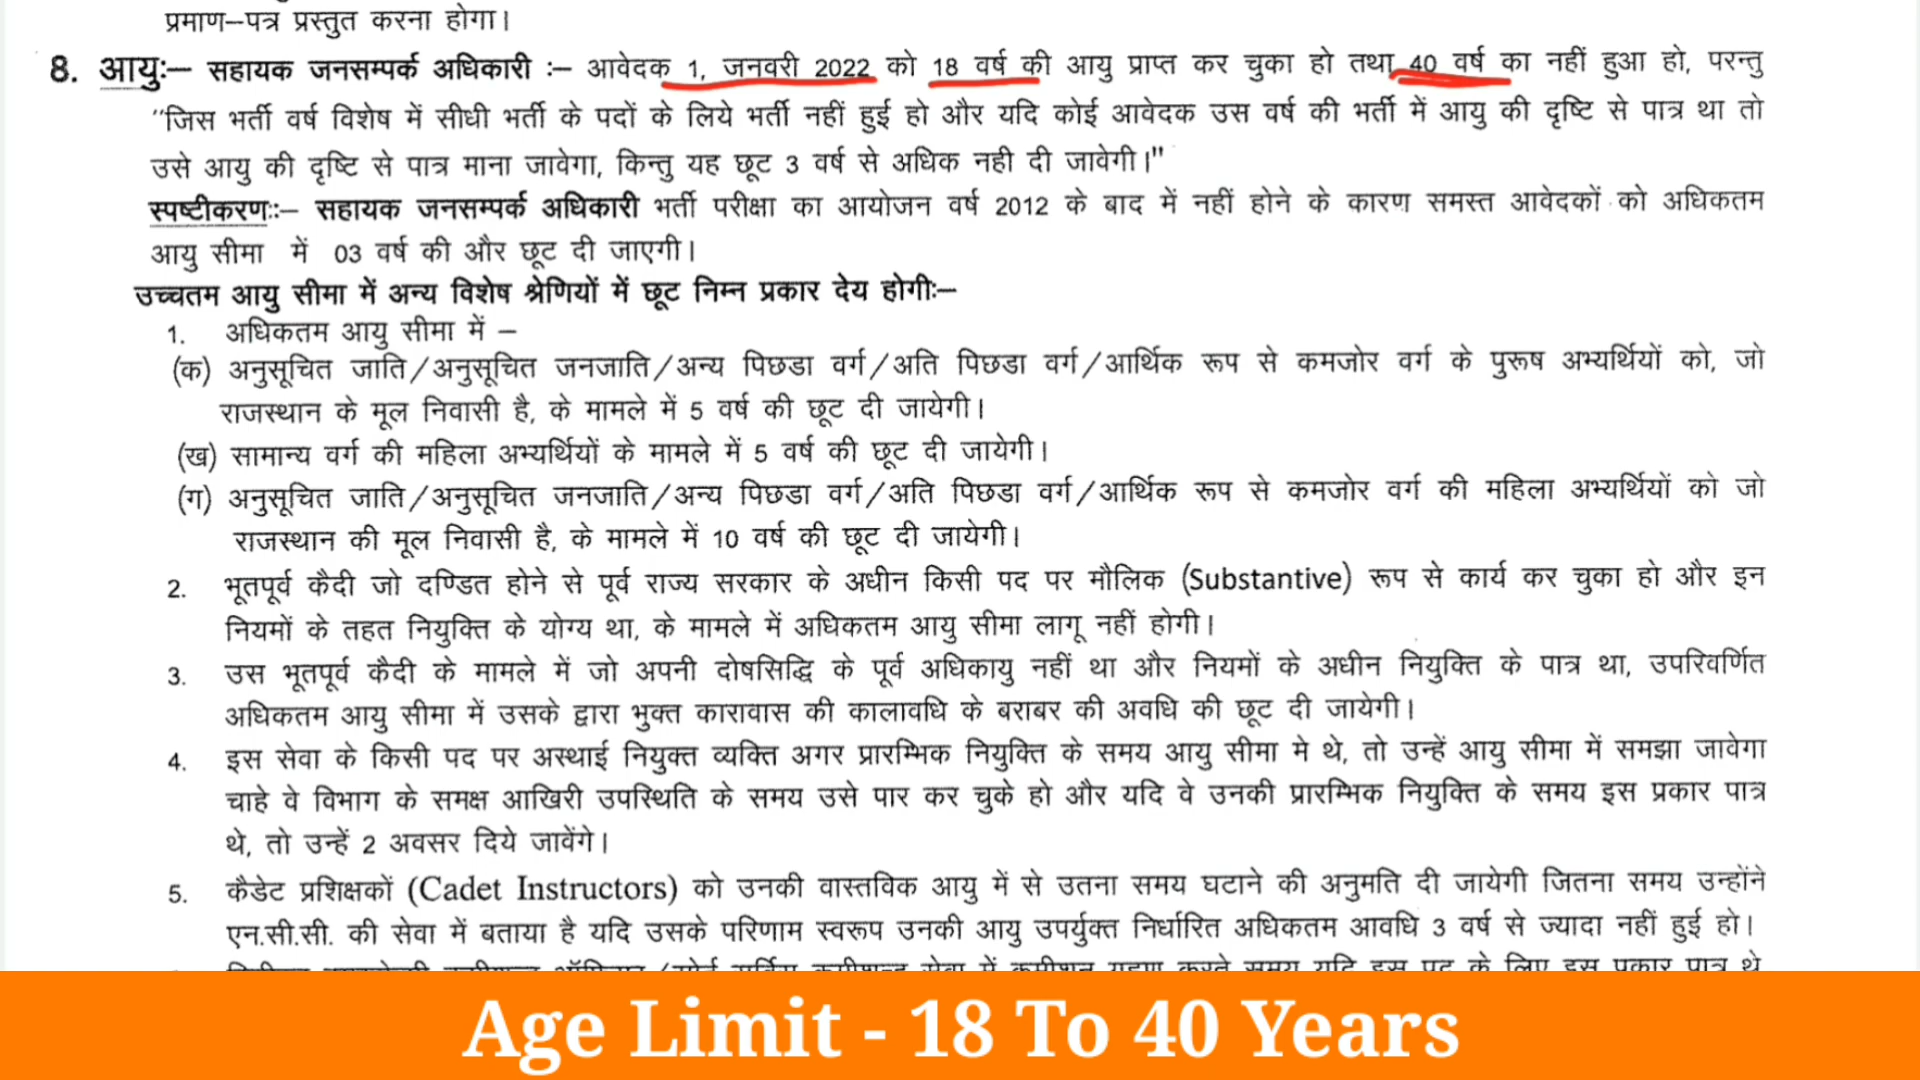 प्रमाण–पत्र प्रस्तुत करना होगा।
8. आयुः– सहायक जनसम्पर्क अधिकारी :– आवेदक 1, जनवरी 2022 को 18 वर्ष की आयु प्राप्त कर चुका हो तथा 40 वर्ष का नहीं हुआ हो, परन्तु
"जिस भर्ती वर्ष विशेष में सीधी भर्ती के पदों के लिये भर्ती नहीं हुई हो और यदि कोई आवेदक उस वर्ष की भर्ती में आयु की दृष्टि से पात्र था तो
उसे आयु की दृष्टि से पात्र माना जावेगा, किन्तु यह छूट 3 वर्ष से अधिक नही दी जावेगी।"
स्पष्टीकरणः:– सहायक जनसम्पर्क अधिकारी भर्ती परीक्षा का आयोजन वर्ष 2012 के बाद में नहीं होने के कारण समस्त आवेदकों को अधिकतम
आयु सीमा में 03 वर्ष की और छूट दी जाएगी।
उच्चतम आयु सीमा में अन्य विशेष श्रेणियों में छूट निम्न प्रकार देय होगीः–
1. अधिकतम आयु सीमा में –
(क) अनुसूचित जाति/अनुसूचित जनजाति/अन्य पिछडा वर्ग/अति पिछडा वर्ग/आर्थिक रूप से कमजोर वर्ग के पुरूष अभ्यर्थियों को, जो
राजस्थान के मूल निवासी है, के मामले में 5 वर्ष की छूट दी जायेगी।
(ख) सामान्य वर्ग की महिला अभ्यर्थियों के मामले में 5 वर्ष की छूट दी जायेगी।
(ग) अनुसूचित जाति/अनुसूचित जनजाति/अन्य पिछडा वर्ग/अति पिछडा वर्ग/आर्थिक रूप से कमजोर वर्ग की महिला अभ्यर्थियों को जो
राजस्थान की मूल निवासी है, के मामले में 10 वर्ष की छूट दी जायेगी।
2. भूतपूर्व कैदी जो दण्डित होने से पूर्व राज्य सरकार के अधीन किसी पद पर मौलिक (Substantive) रूप से कार्य कर चुका हो और इन
नियमों के तहत नियुक्ति के योग्य था, के मामले में अधिकतम आयु सीमा लागू नहीं होगी।
3. उस भूतपूर्व कैदी के मामले में जो अपनी दोषसिद्धि के पूर्व अधिकायु नहीं था और नियमों के अधीन नियुक्ति के पात्र था, उपरिवर्णित
अधिकतम आयु सीमा में उसके द्वारा भुक्त कारावास की कालावधि के बराबर की अवधि की छूट दी जायेगी।
4. इस सेवा के किसी पद पर अस्थाई नियुक्त व्यक्ति अगर प्रारम्भिक नियुक्ति के समय आयु सीमा मे थे, तो उन्हें आयु सीमा में समझा जावेगा
चाहे वे विभाग के समक्ष आखिरी उपस्थिति के समय उसे पार कर चुके हो और यदि वे उनकी प्रारम्भिक नियुक्ति के समय इस प्रकार पात्र
थे, तो उन्हें 2 अवसर दिये जावेंगे।
5. कैडेट प्रशिक्षकों (Cadet Instructors) को उनकी वास्तविक आयु में से उतना समय घटाने की अनुमति दी जायेगी जितना समय उन्होंने
एन.सी.सी. की सेवा में बताया है यदि उसके परिणाम स्वरूप उनकी आयु उपर्युक्त निर्धारित अधिकतम आवधि 3 वर्ष से ज्यादा नहीं हुई हो।
Age Limit - 18 To 40 Years